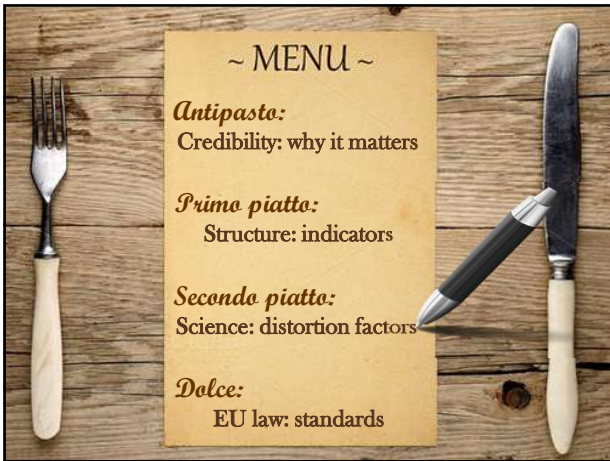 ~ MENU ~
Antipasto:
Credibility: why it matters
Primo piatto:
Structure: indicators
Secondo piatto:
Science: distortion factors
Dolce:
EU law: standards